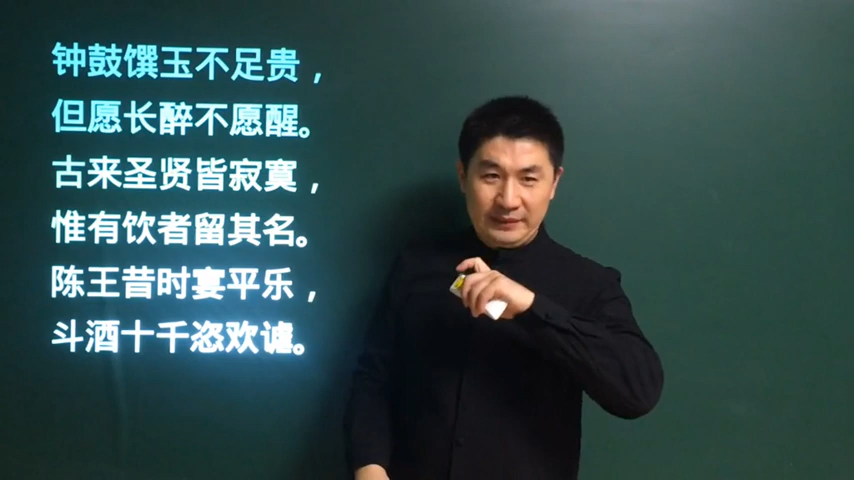 钟鼓馔玉不足贵，
但愿长醉不愿醒。
古来圣贤皆寂寞，
惟有饮者留其名。
陈王昔时宴平乐，
斗酒十千恣欢谑。